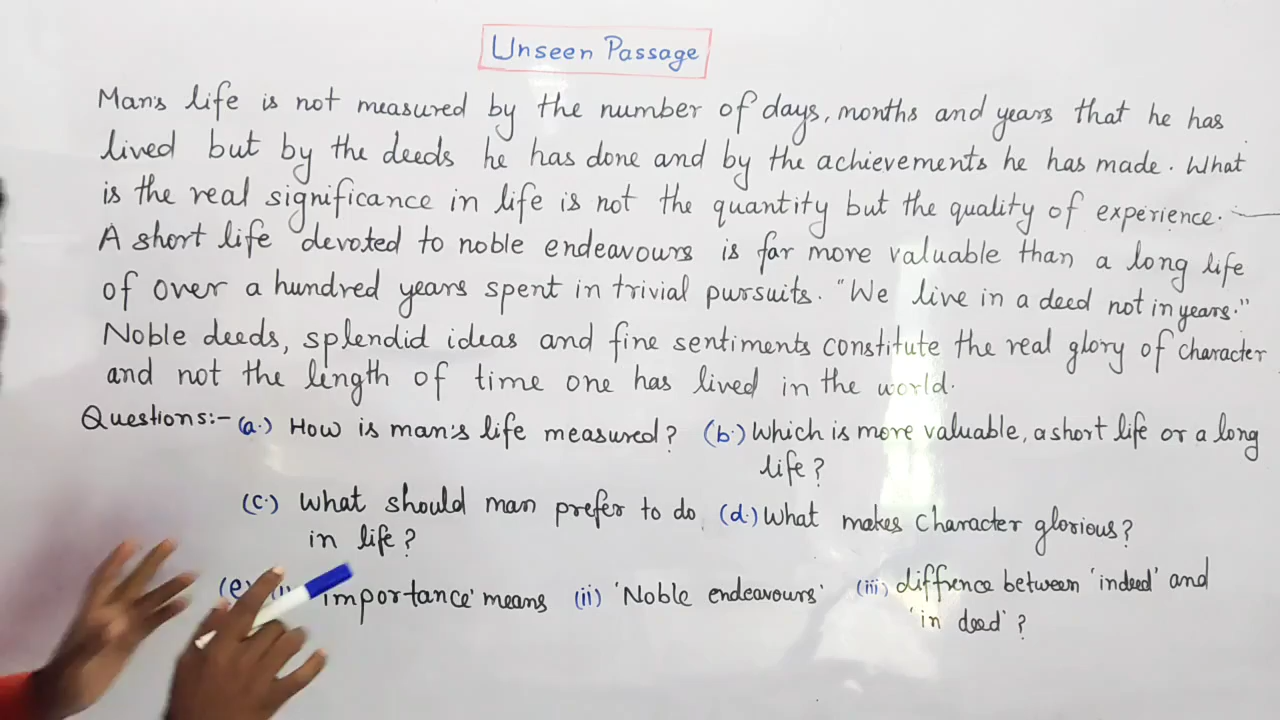 Unseen Passage
Man's life is not measured by the number of days, months and years that he has
lived but by the deeds he has done and by the achievements he has made. What
is the real significance in life is not the quantity but the quality of experience.
A short life devoted to noble endeavours is far more valuable than a long life
of over a hundred years spent in trivial pursuits. "We live in a deed not in years."
Noble deeds, splendid ideas and fine sentiments constitute the real glory of character
and not the length of time one has lived in the world.
Questions:- (a.) How is man's life measured? (b.) Which is more valuable, a short life or a long
life?
(c.) What should man prefer to do (d.) What makes character glorious?
in life?
(e) (i) 'importance' means (ii) 'Noble endeavours' (iii) diffrence between 'indeed' and
'in deed'?